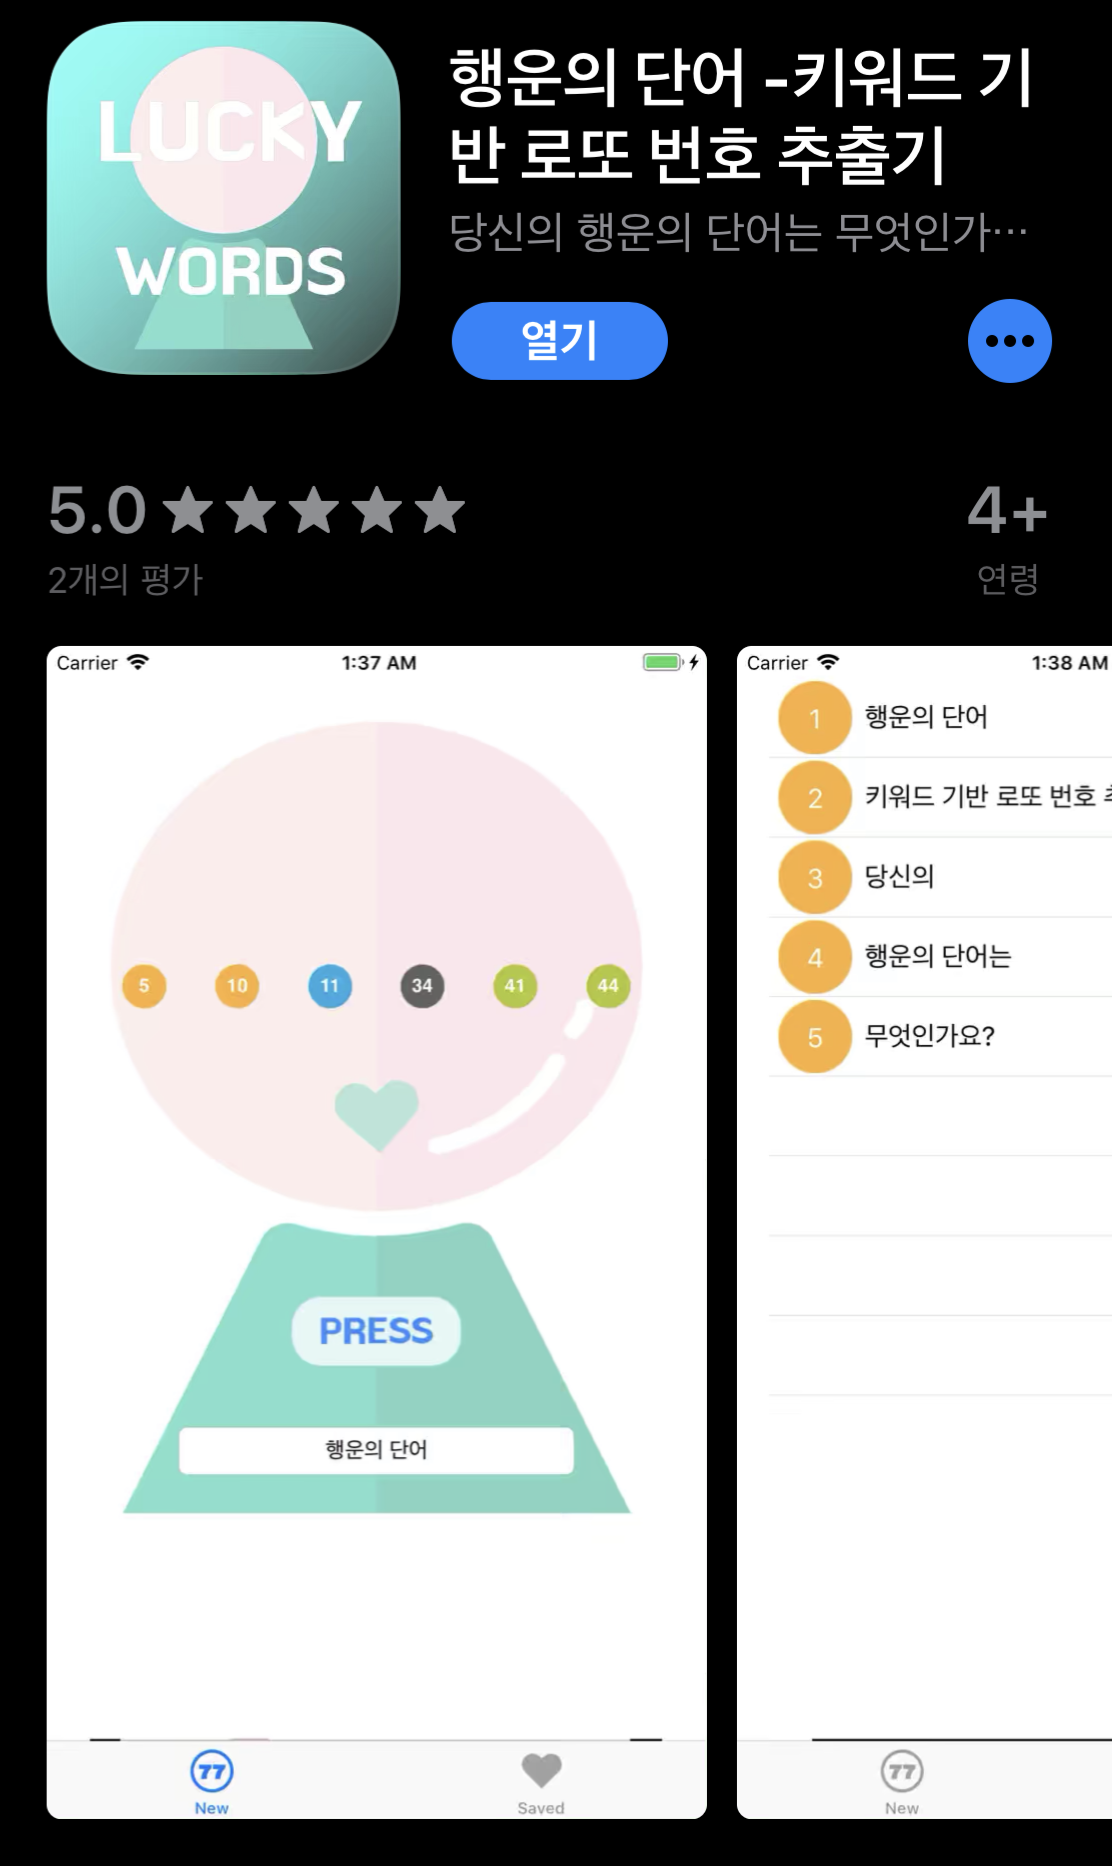 LUCKY
WORDS
행운의 단어 -키워드 기
반 로또 번호 추출기
당신의 행운의 단어는 무엇인가…
열기
5.0
4+
2개의 평가
연령
Carrier 1:37 AM
5 10 11 34 41 44
PRESS
행운의 단어
77 
New Saved
Carrier 1:38 AM
1 행운의 단어
2 키워드 기반 로또 번호
3 당신의
4 행운의 단어는
5 무엇인가요?
77
New